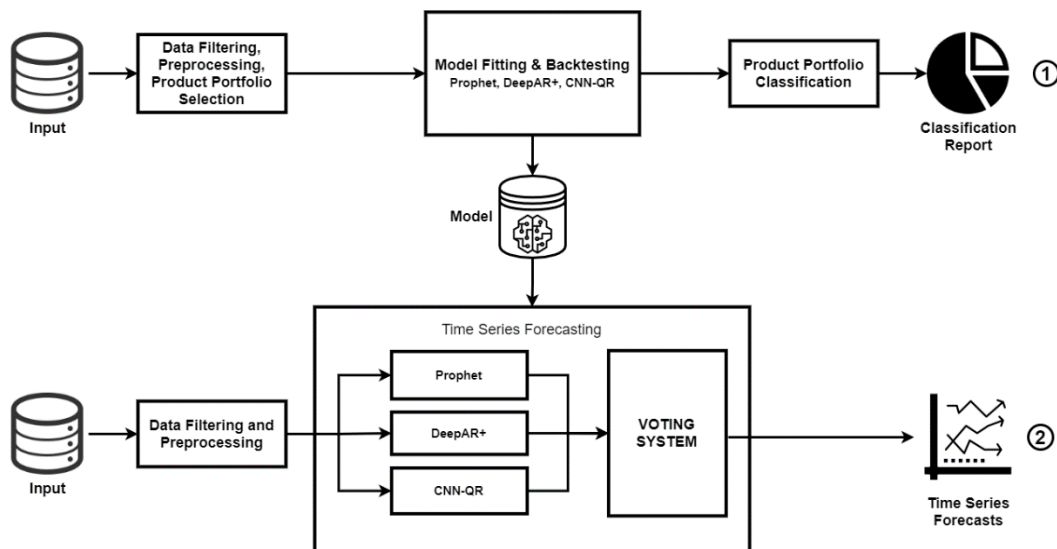 Data Filtering,
Preprocessing,
Product Portfolio
Selection
Input
Model Fitting & Backtesting
Prophet, DeepAR+, CNN-QR
Product Portfolio
Classification
Classification
Report
1
Model
Time Series Forecasting
Prophet
DeepAR+
CNN-QR
VOTING
SYSTEM
Data Filtering and
Preprocessing
Input
Time Series
Forecasts
2